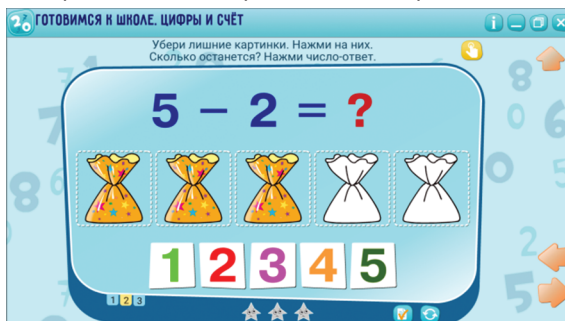 20 ГОТОВИМСЯ К ШКОЛЕ. ЦИФРЫ И СЧЁТ
Убери лишние картинки. Нажми на них.
Сколько останется? Нажми число-ответ.
5 – 2 = ?
1 2 3 4 5
1 2 3